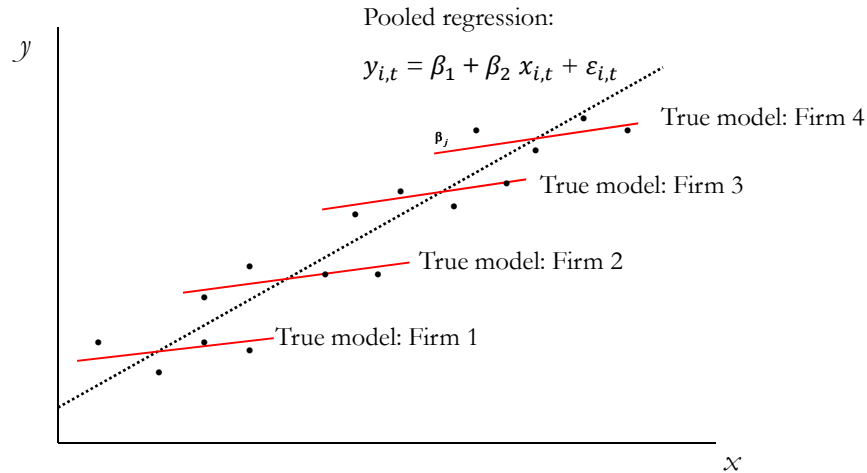 Pooled regression:
y
y_{i,t} = β_1 + β_2 x_{i,t} + ε_{i,t}
True model: Firm 4
β_j
True model: Firm 3
True model: Firm 2
True model: Firm 1
x